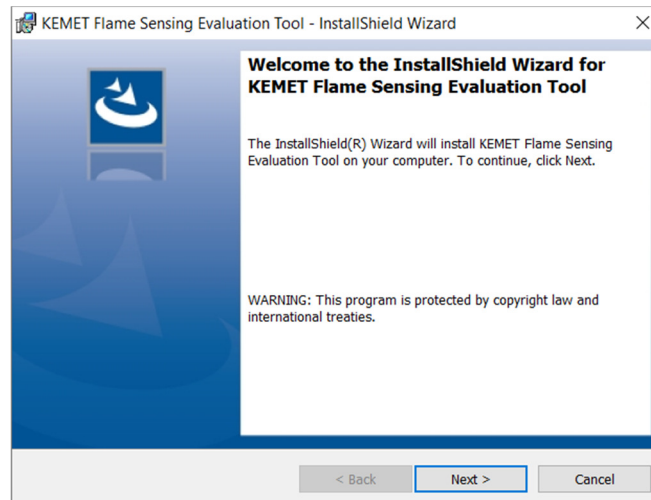 KEMET Flame Sensing Evaluation Tool - InstallShield Wizard
Welcome to the InstallShield Wizard for
KEMET Flame Sensing Evaluation Tool
The InstallShield(R) Wizard will install KEMET Flame Sensing
Evaluation Tool on your computer. To continue, click Next.
WARNING: This program is protected by copyright law and
international treaties.
< Back Next > Cancel